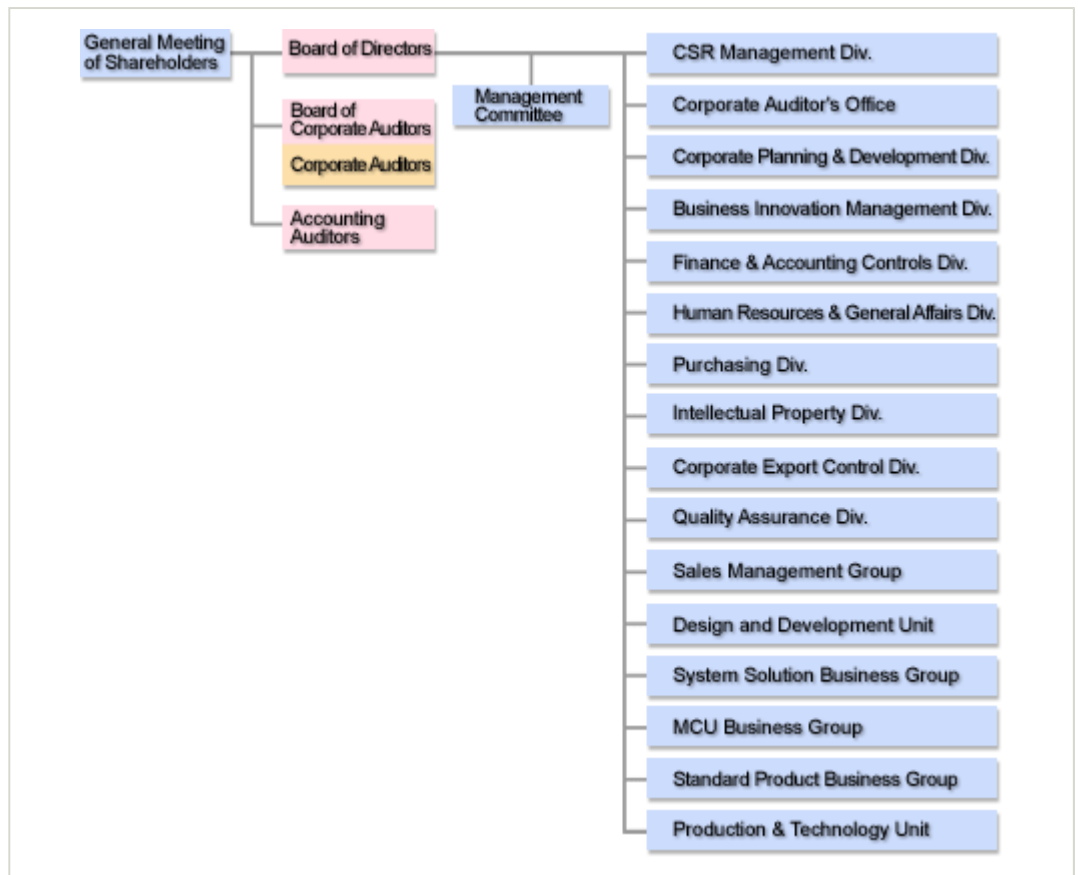 General Meeting
of Shareholders
Board of Directors
Board of
Corporate Auditors
Corporate Auditors
Accounting
Auditors
Management
Committee
CSR Management Div.
Corporate Auditor's Office
Corporate Planning & Development Div.
Business Innovation Management Div.
Finance & Accounting Controls Div.
Human Resources & General Affairs Div.
Purchasing Div.
Intellectual Property Div.
Corporate Export Control Div.
Quality Assurance Div.
Sales Management Group
Design and Development Unit
System Solution Business Group
MCU Business Group
Standard Product Business Group
Production & Technology Unit